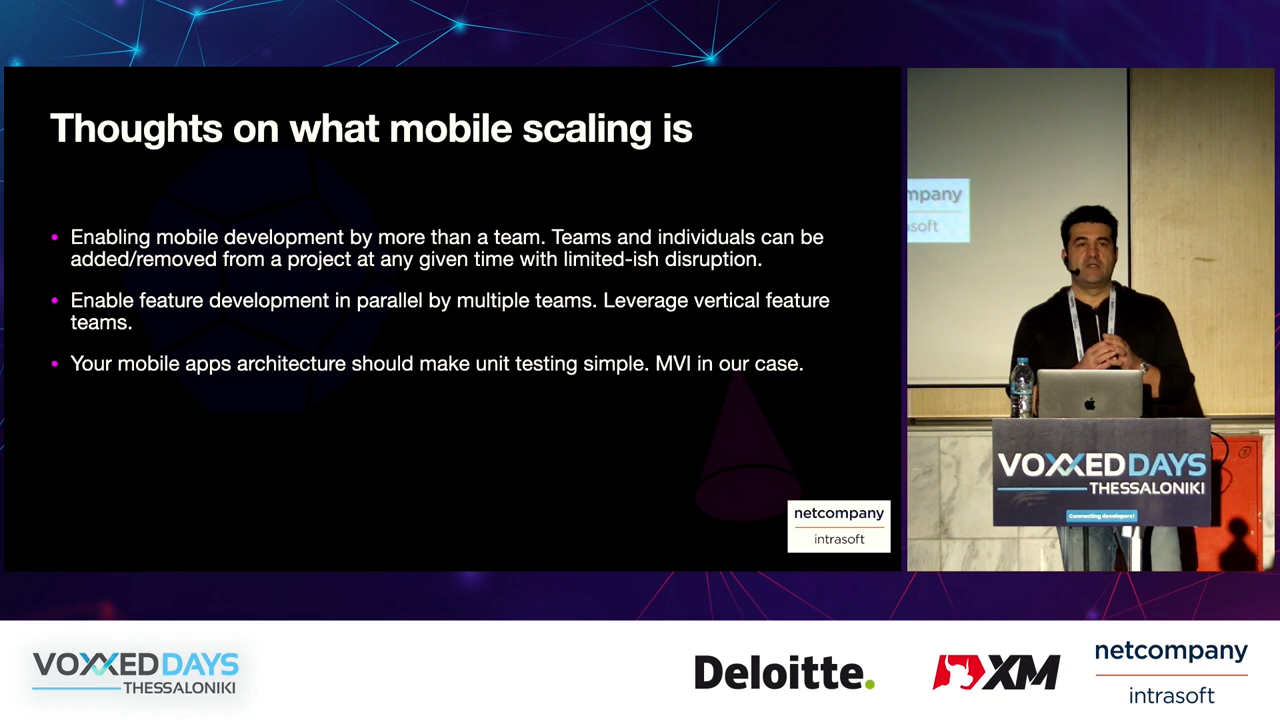 Thoughts on what mobile scaling is
• Enabling mobile development by more than a team. Teams and individuals can be
added/removed from a project at any given time with limited-ish disruption.
• Enable feature development in parallel by multiple teams. Leverage vertical feature
teams.
• Your mobile apps architecture should make unit testing simple. MVI in our case.
netcompany
intrasoft
mpany
soft
VOXXED DAYS
THESSALONIKI
Connecting developers!
VOXXED DAYS
THESSALONIKI
Deloitte.
XM
netcompany
intrasoft